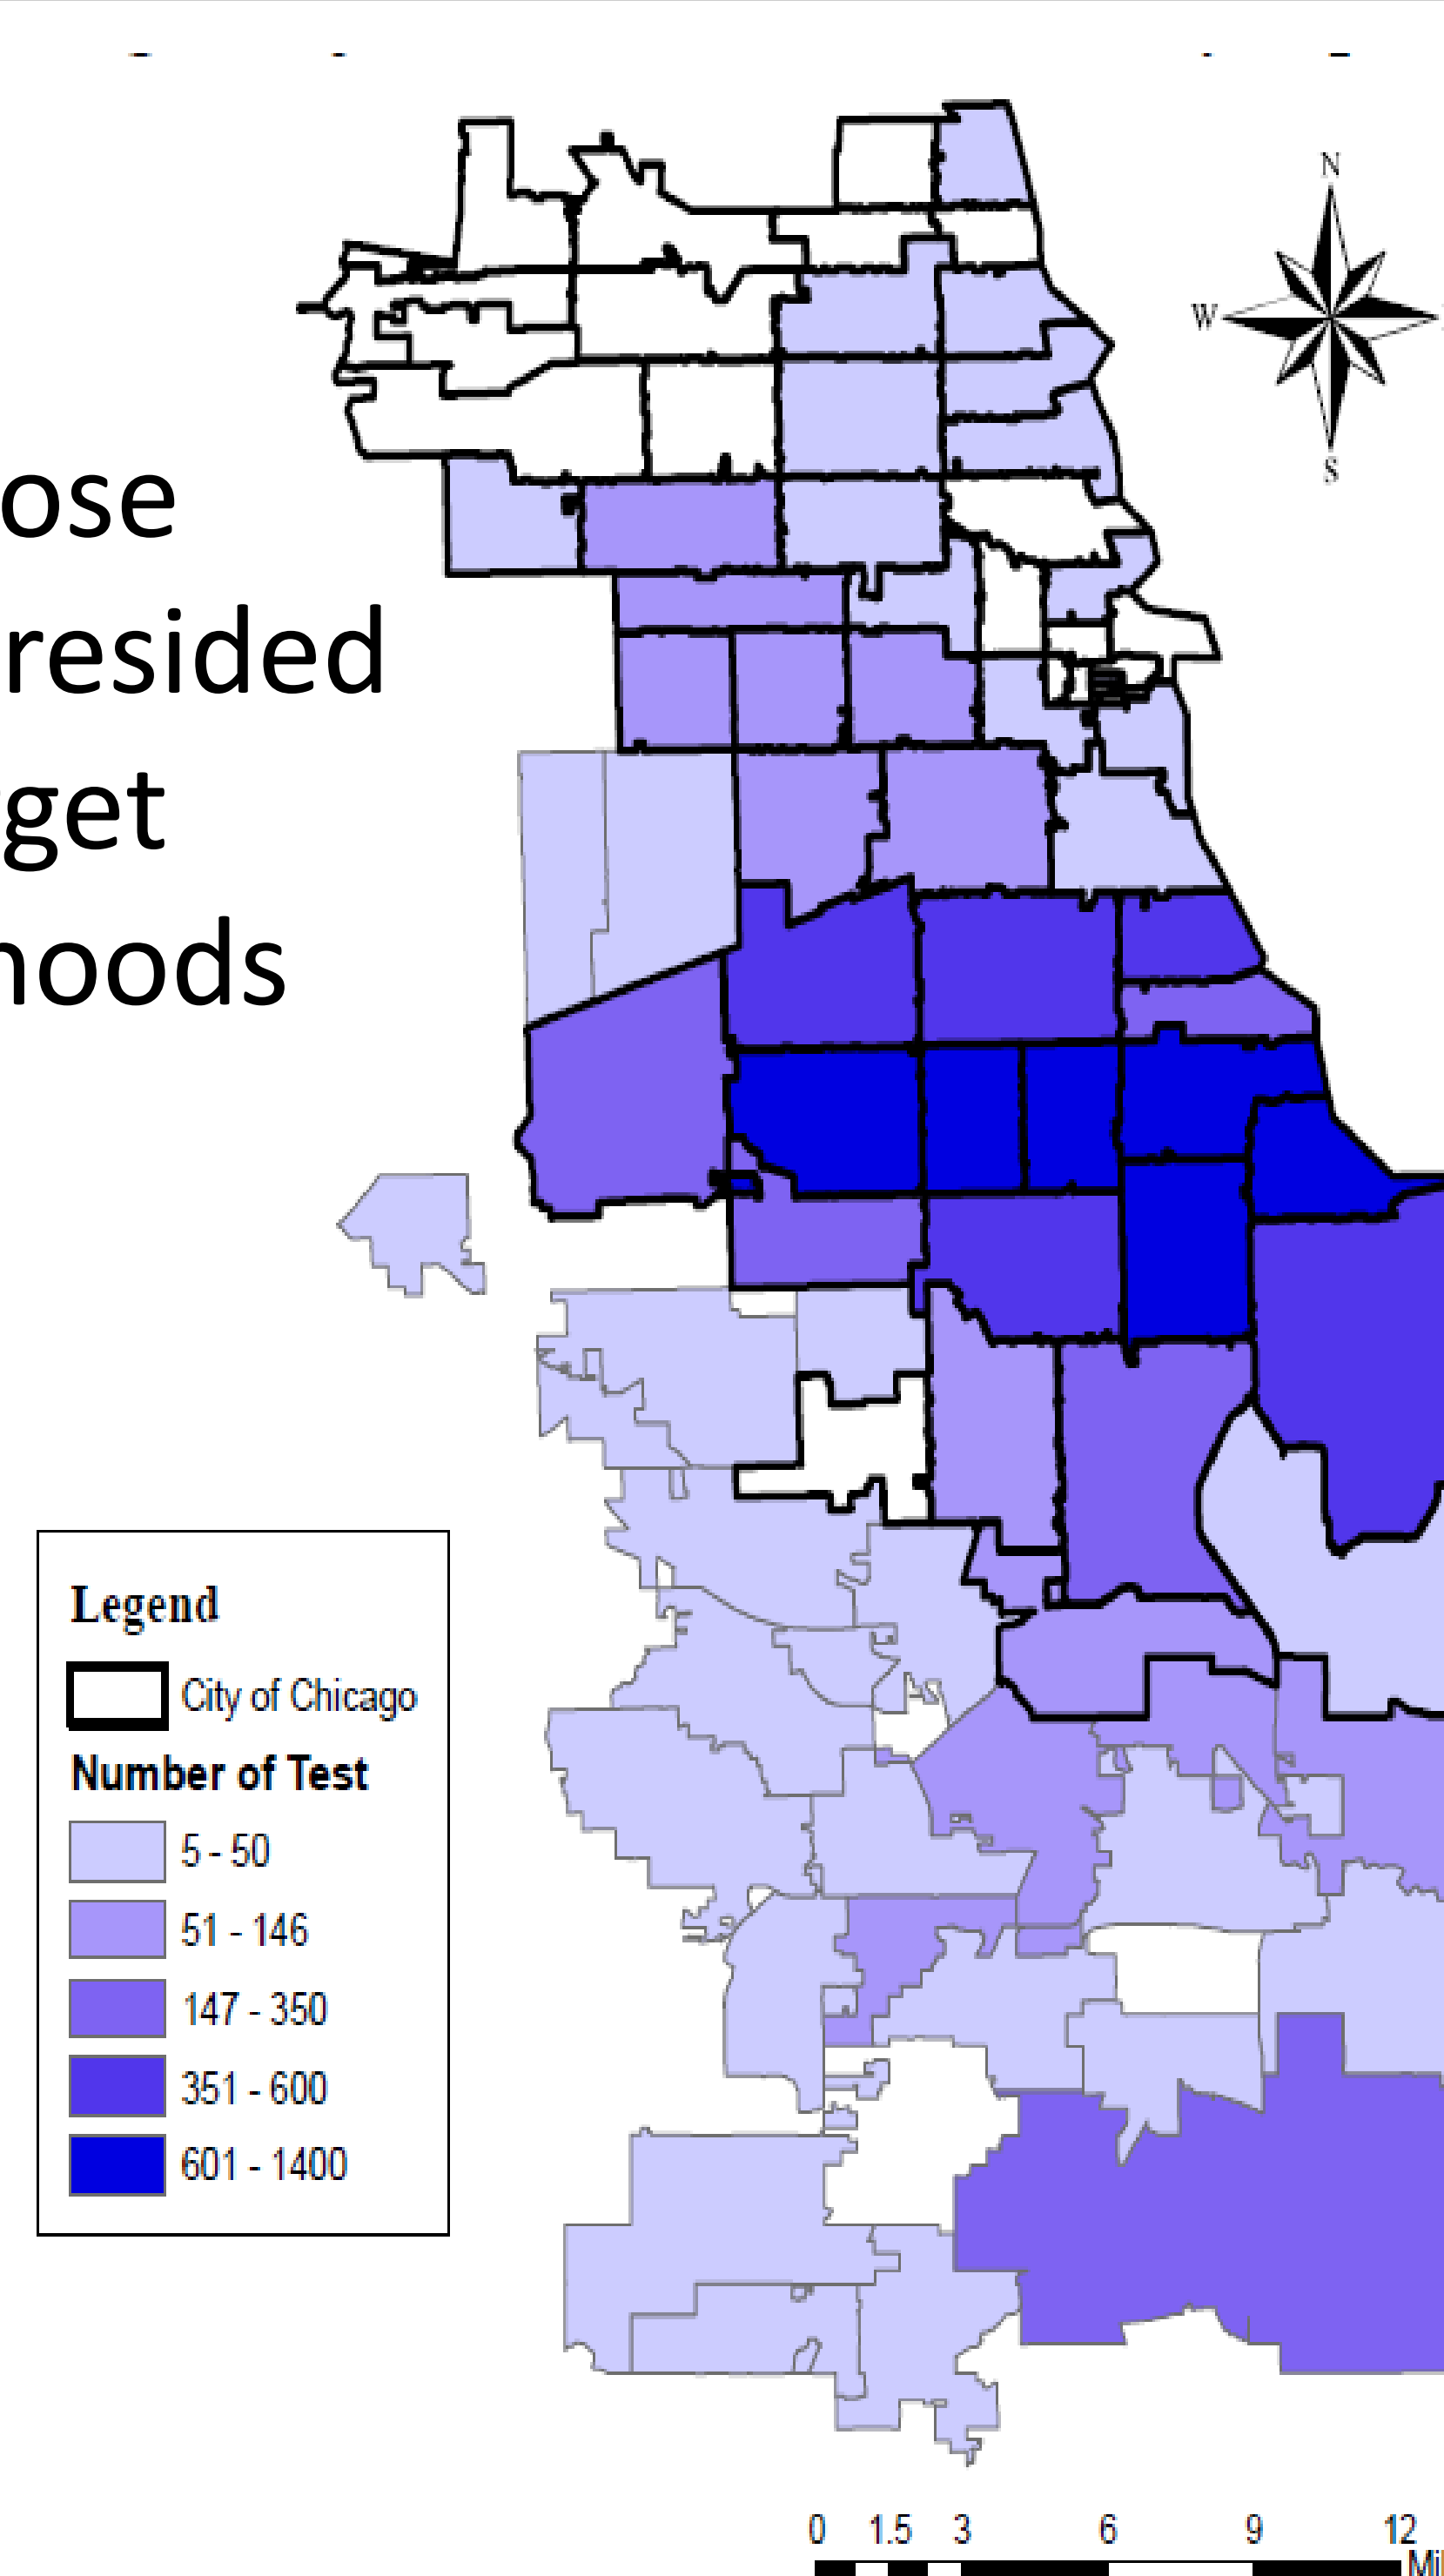 ose
resided
get
hoods
N
W
S
Legend
City of Chicago
Number of Test
5 - 50
51 - 146
147 - 350
351 - 600
601 - 1400
0 1.5 3 6 9 12
Mil